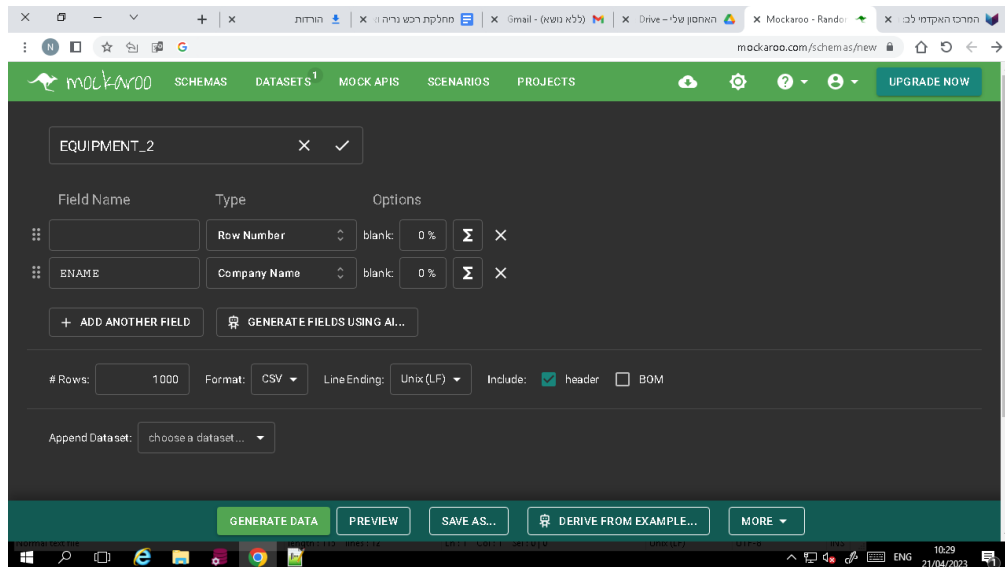 הורדות
מחלקת רכש נריה ה
Gmail - (ללא נושא)
Drive – האחסון שלי
Mockaroo - Randor
המרכז האקדמי לב:
N
G
mockaroo.com/schemas/new
mockaroo
SCHEMAS
DATASETS 1
MOCK APIS
SCENARIOS
PROJECTS
UPGRADE NOW
EQUIPMENT_2
Field Name Type Options
Row Number blank: 0 % Σ
ENAME Company Name blank: 0 % Σ
+ ADD ANOTHER FIELD
GENERATE FIELDS USING AI...
# Rows: 1000 Format: CSV Line Ending: Unix (LF) Include: header BOM
Append Dataset: choose a dataset...
GENERATE DATA PREVIEW SAVE AS... DERIVE FROM EXAMPLE... MORE
ENG 10:29
21/04/2023